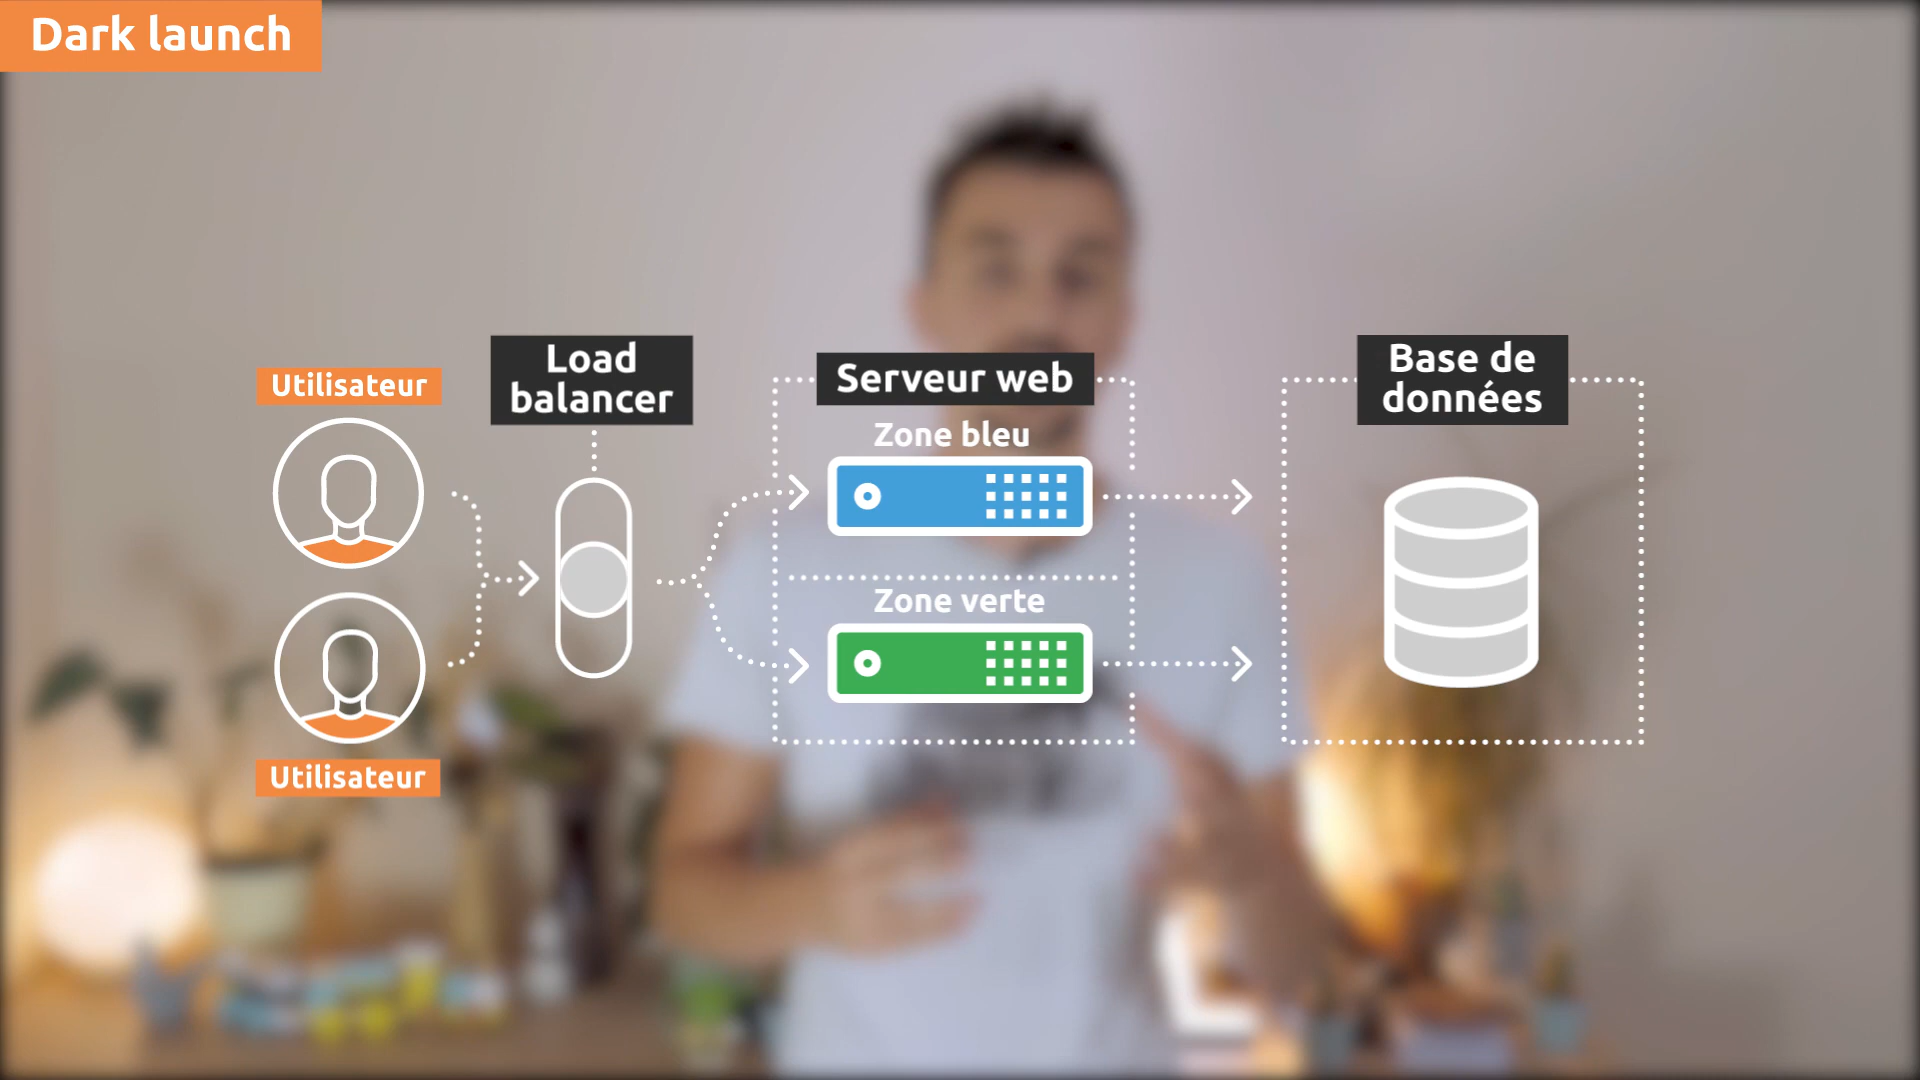 Dark launch
Utilisateur
Load
balancer
Serveur web
Zone bleu
Zone verte
Base de
données
Utilisateur